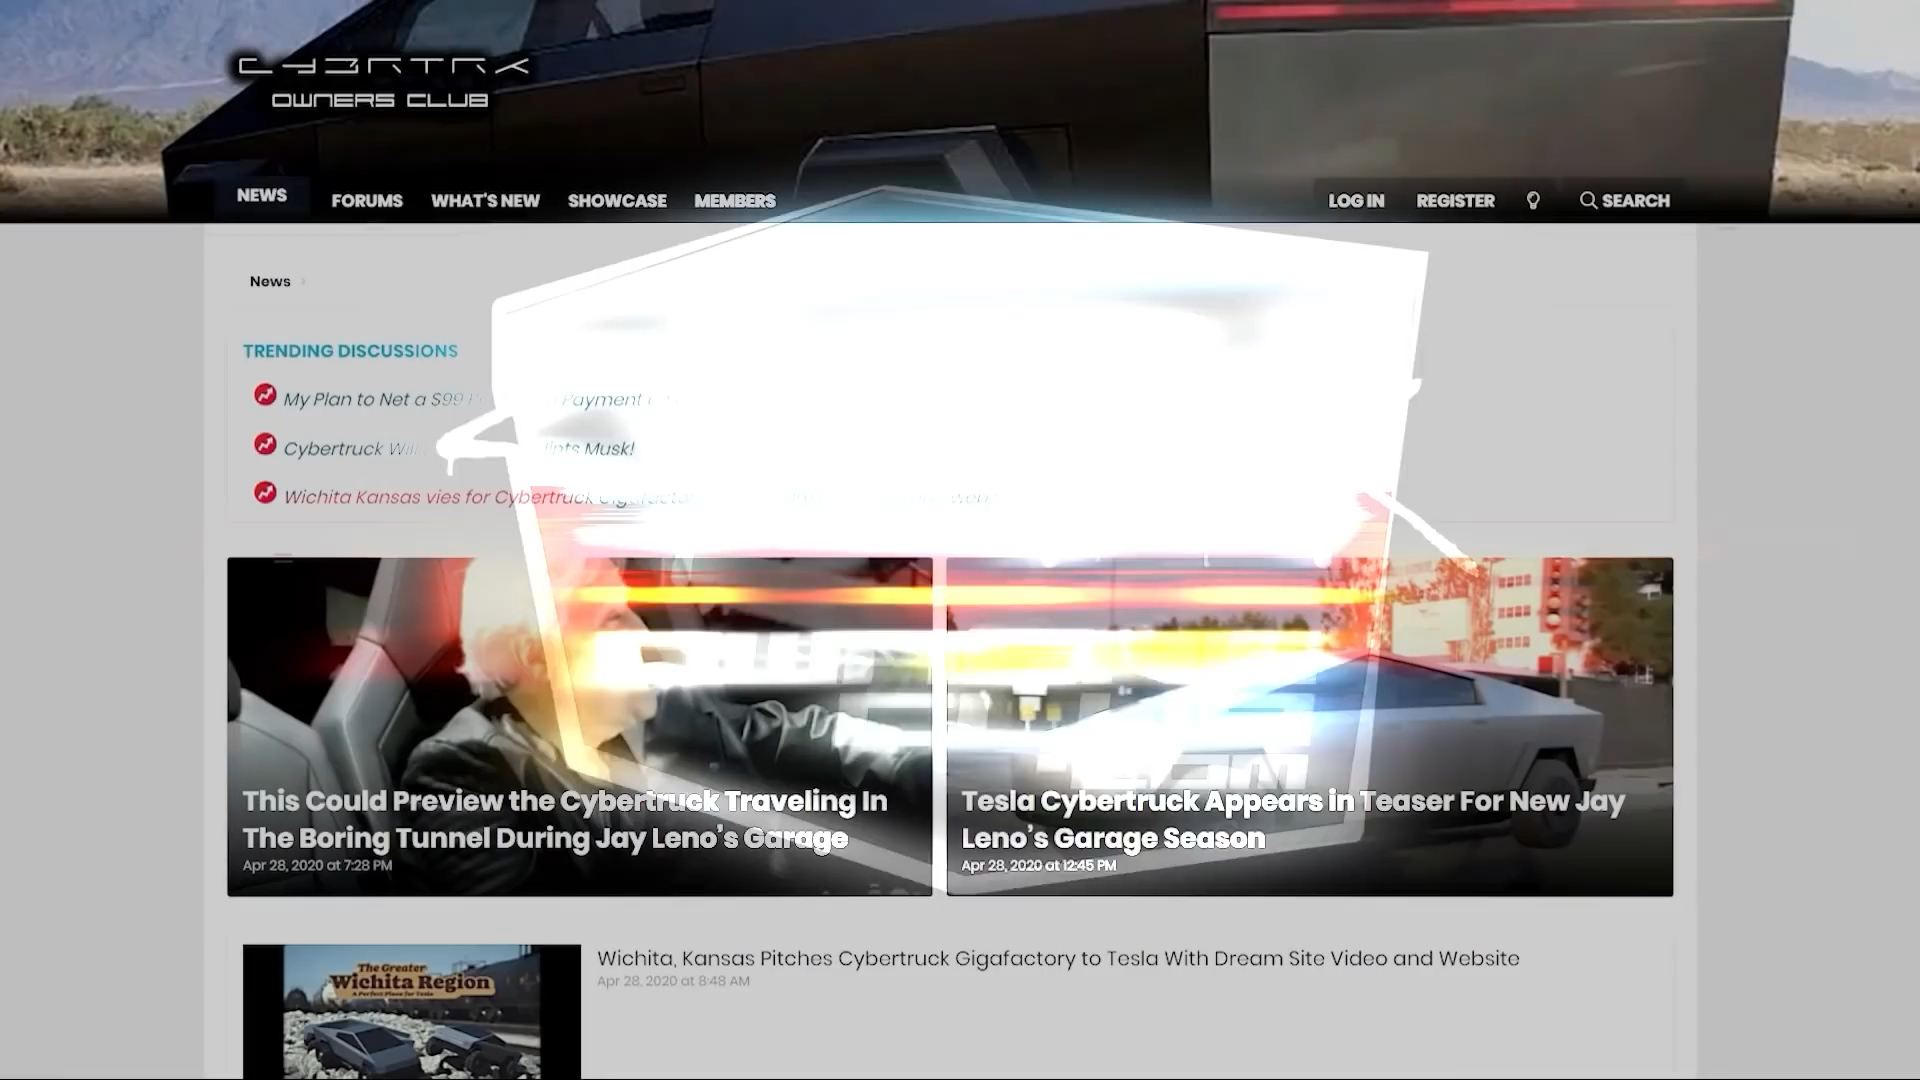 CYBRTRK
OWNERS CLUB
NEWS
FORUMS
WHAT'S NEW
SHOWCASE
MEMBERS
LOG IN
REGISTER
SEARCH
News
TRENDING DISCUSSIONS
My Plan to Net a $99 Payment
Cybertruck Musk!
Wichita Kansas vies for Cybertruck
This Could Preview the Cybertruck Traveling In
The Boring Tunnel During Jay Leno's Garage
Apr 28, 2020 at 7:28 PM
Tesla Cybertruck Appears in Teaser For New Jay
Leno's Garage Season
Apr 28, 2020 at 12:45 PM
The Greater
Wichita Region
A Perfect Place for Tesla
Wichita, Kansas Pitches Cybertruck Gigafactory to Tesla With Dream Site Video and Website
Apr 28, 2020 at 8:48 AM